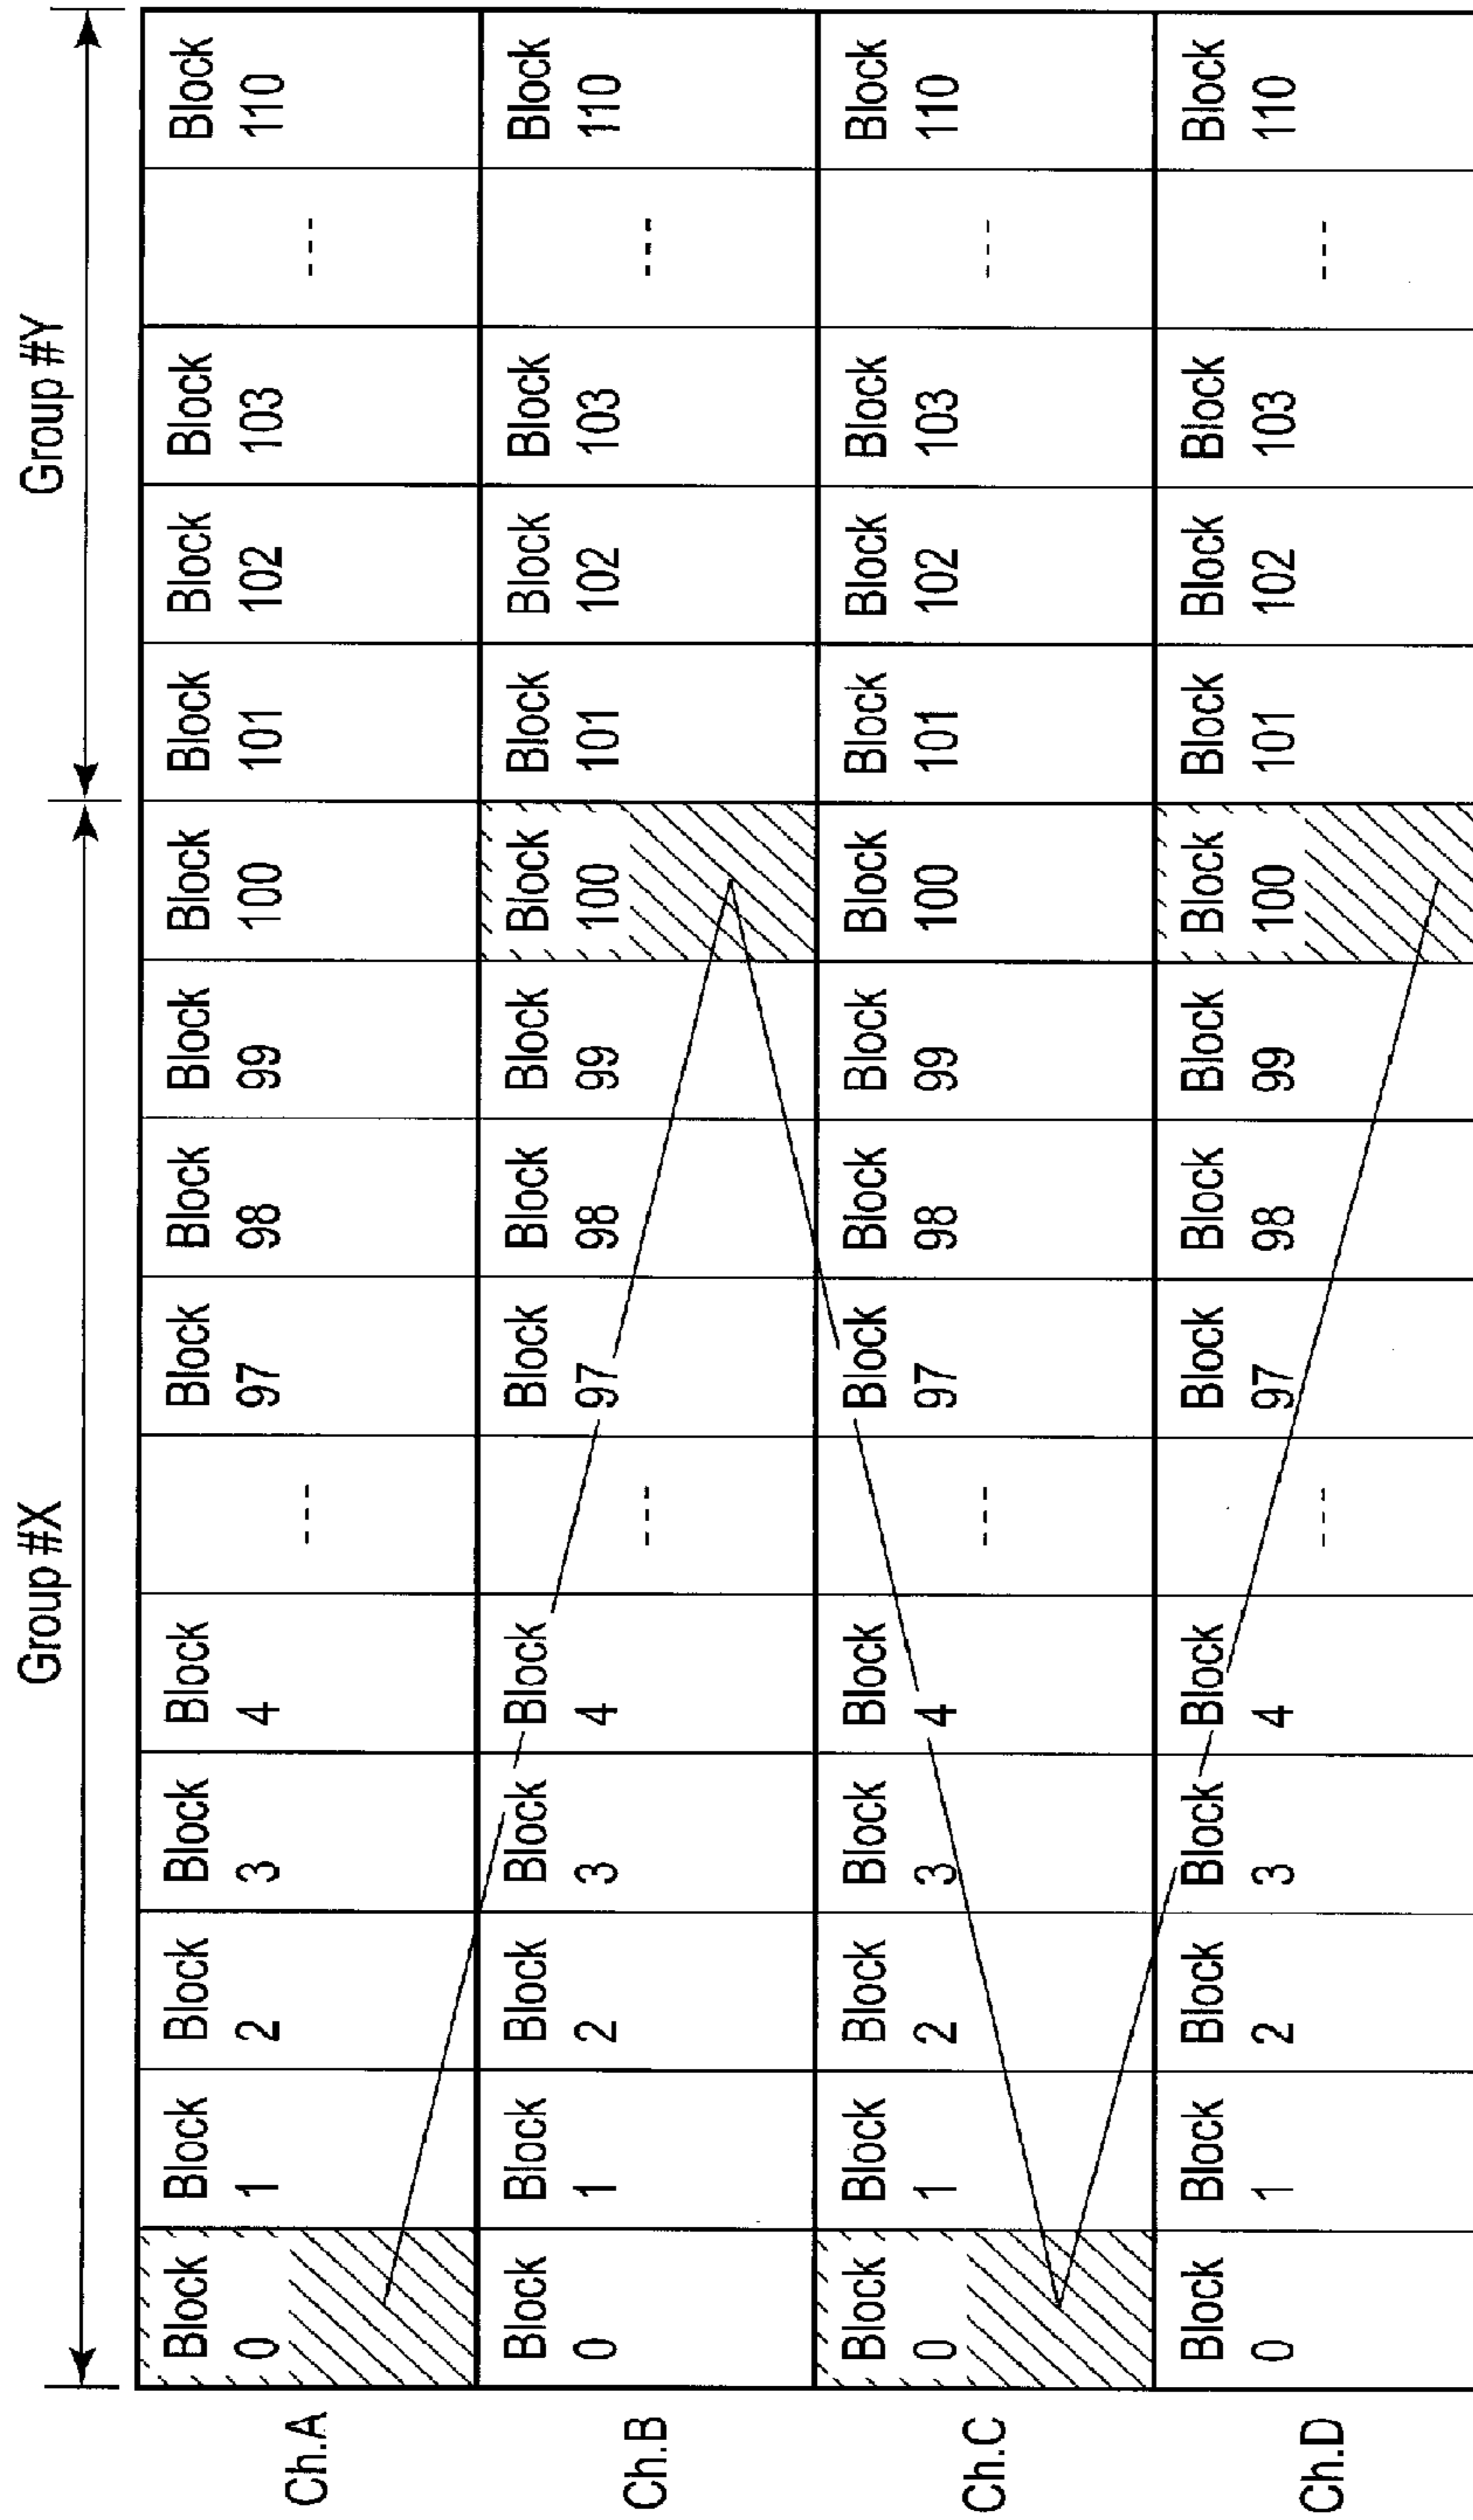 Group #X
Group #Y
Ch.A
Block 0
Block 1
Block 2
Block 3
Block 4
---
Block 97
Block 98
Block 99
Block 100
Block 101
Block 102
Block 103
---
Block 110
Ch.B
Block 0
Block 1
Block 2
Block 3
Block 4
---
Block 97
Block 98
Block 99
Block 100
Block 101
Block 102
Block 103
---
Block 110
Ch.C
Block 0
Block 1
Block 2
Block 3
Block 4
---
Block 97
Block 98
Block 99
Block 100
Block 101
Block 102
Block 103
---
Block 110
Ch.D
Block 0
Block 1
Block 2
Block 3
Block 4
---
Block 97
Block 98
Block 99
Block 100
Block 101
Block 102
Block 103
---
Block 110